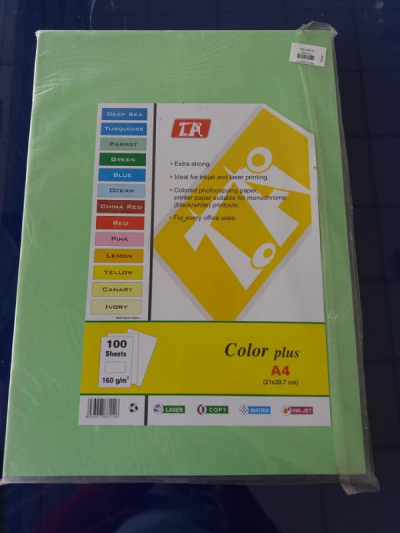 T.A.
DEEP SEA
TURQUOISE
PARROT
GREEN
BLUE
OCEAN
CHINA RED
RED
PINK
LEMON
YELLOW
CANARY
IVORY
Extra strong.
Ideal for inkjet and laser printing.
Colored photocopying paper,
printer paper suitable for monotchrome
(black/white) printouts.
For every office uses.
T.A.
100
Sheets
160 g/m²
Color plus
A4
(21x29.7 cm)
LASER
COPY
MATRIX
INK-JET